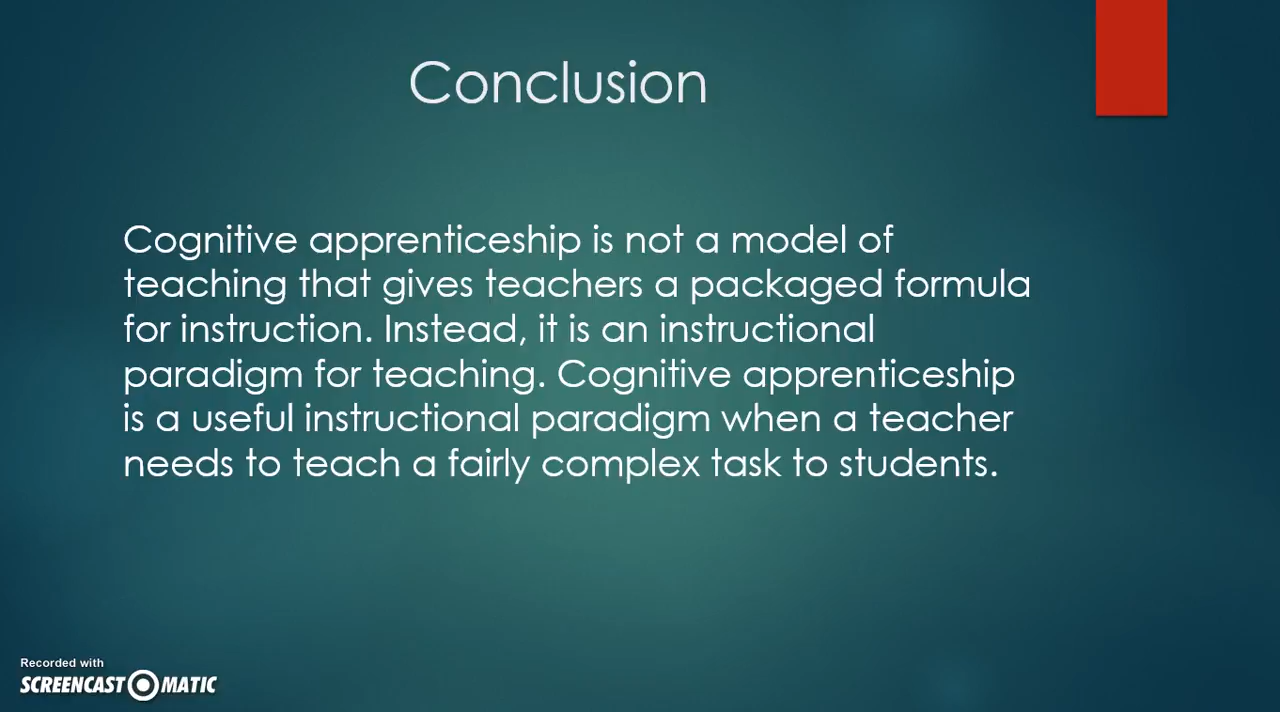 Conclusion
Cognitive apprenticeship is not a model of
teaching that gives teachers a packaged formula
for instruction. Instead, it is an instructional
paradigm for teaching. Cognitive apprenticeship
is a useful instructional paradigm when a teacher
needs to teach a fairly complex task to students.
Recorded with
SCREENCAST MATIC